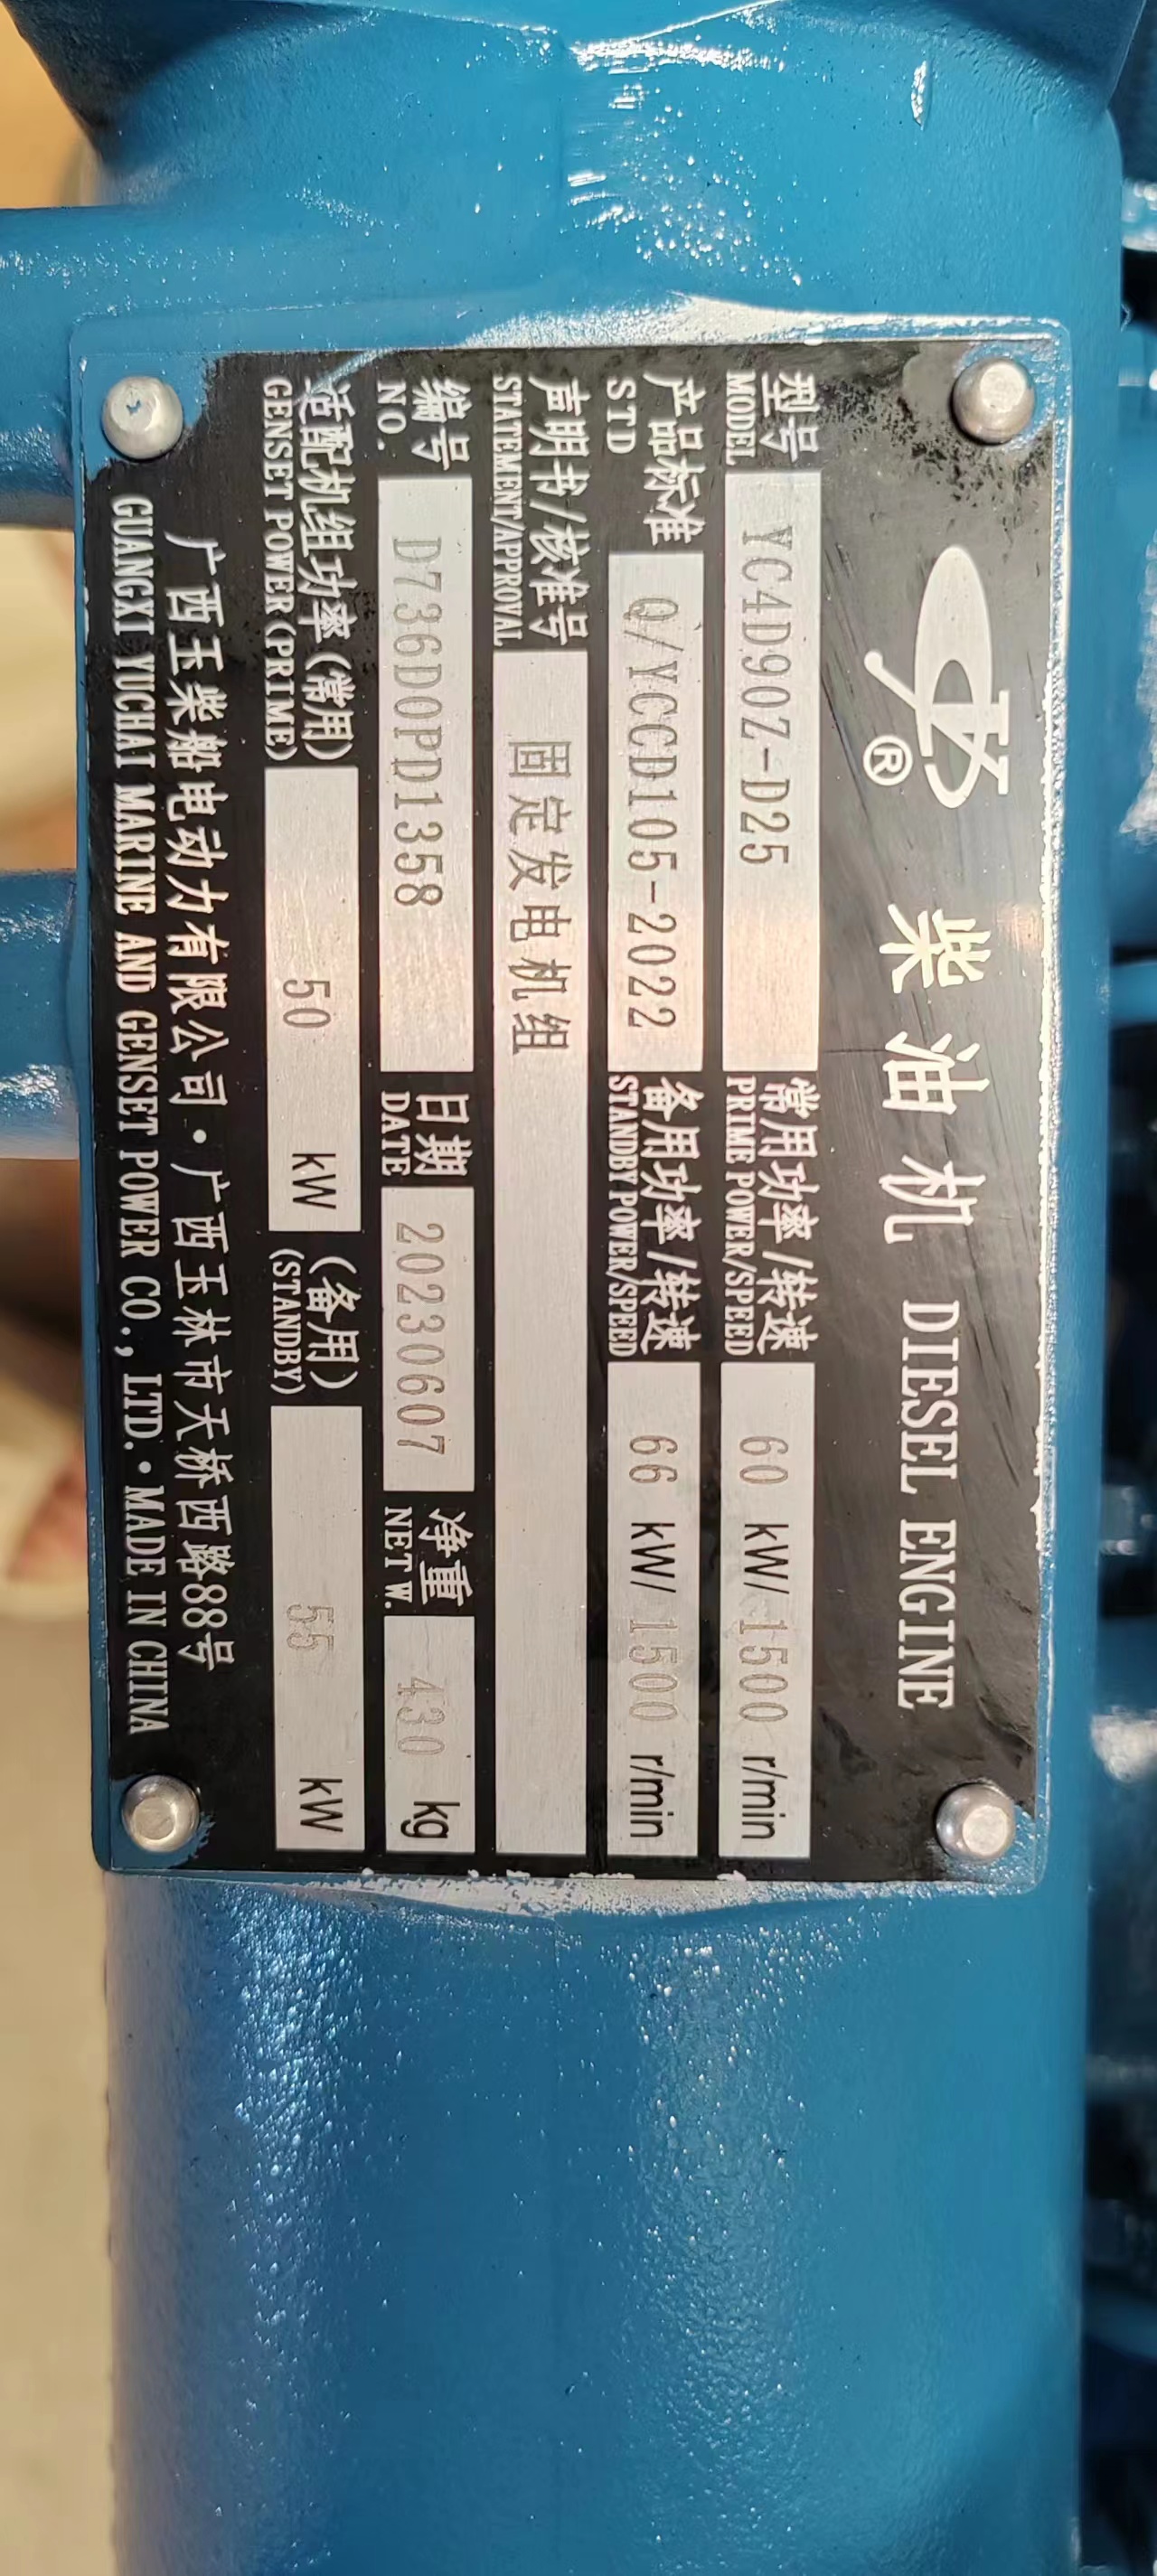 ® 柴油机 DIESEL ENGINE
型号 YC4D90Z-D25 常用功率/转速 60 kW/ 1500 r/min
MODEL PRIME POWER/SPEED
产品标准 Q/YCCD105-2022 备用功率/转速 66 kW/ 1500 r/min
STD STANDBY POWER/SPEED
声明书/核准号 固定发电机组
STATEMENT/APPROVAL
编号 D736D0PD1358 日期 20230607 净重 430 kg
NO. DATE NET W.
适配机组功率(常用) 50 kW (备用) 55 kW
GENSET POWER(PRIME) (STANDBY)
广西玉柴船电动力有限公司·广西玉林市天桥西路88号
GUANGXI YUCHAI MARINE AND GENSET POWER CO., LTD.·MADE IN CHINA